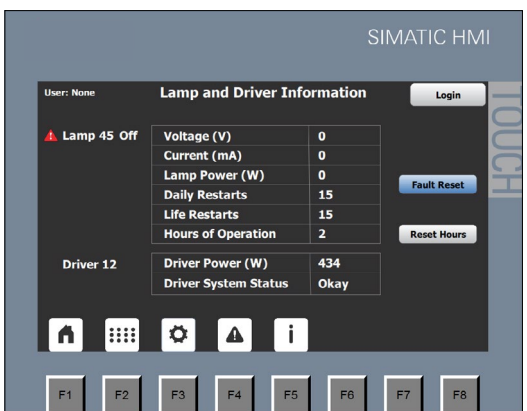 SIMATIC HMI
TOUCH
User: None
Lamp and Driver Information
Login
Lamp 45 Off
Voltage (V) 0
Current (mA) 0
Lamp Power (W) 0
Daily Restarts 15
Life Restarts 15
Hours of Operation 2
Fault Reset
Reset Hours
Driver 12
Driver Power (W) 434
Driver System Status Okay
i
F1 F2 F3 F4 F5 F6 F7 F8